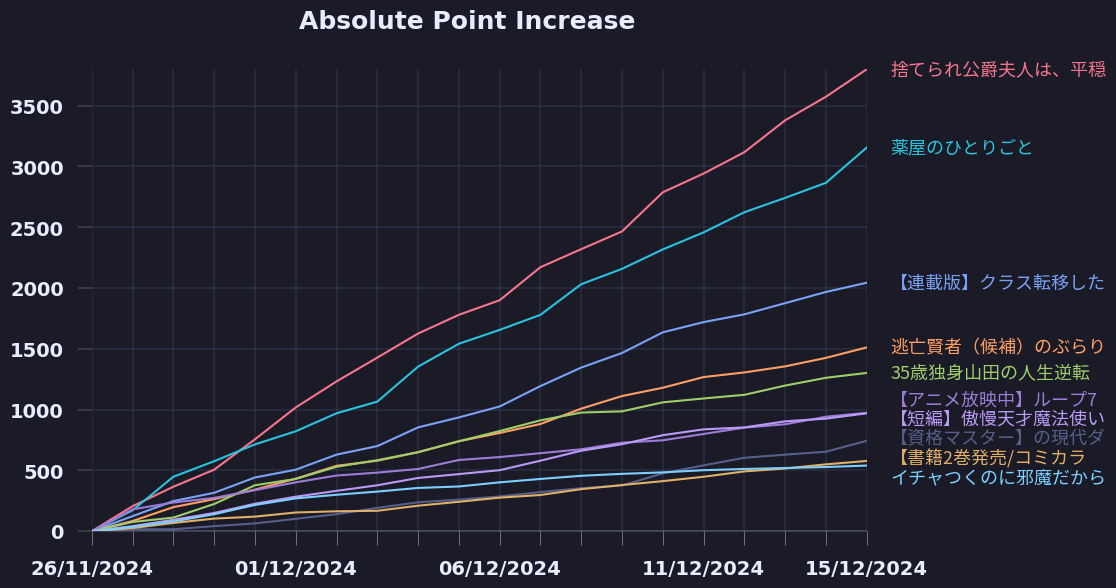 Absolute Point Increase
捨てられ公爵夫人は、平穏
3500
薬屋のひとりごと
3000
2500
【連載版】クラス転移した
2000
逃亡賢者（候補）のぶらり
1500
35歳独身山田の人生逆転
【アニメ放映中】ループ7
1000
【短編】傲慢天才魔法使い
【資格マスター】の現代ダ
【書籍2巻発売/コミカラ
500
イチャつくのに邪魔だから
0
26/11/2024
01/12/2024
06/12/2024
11/12/2024
15/12/2024